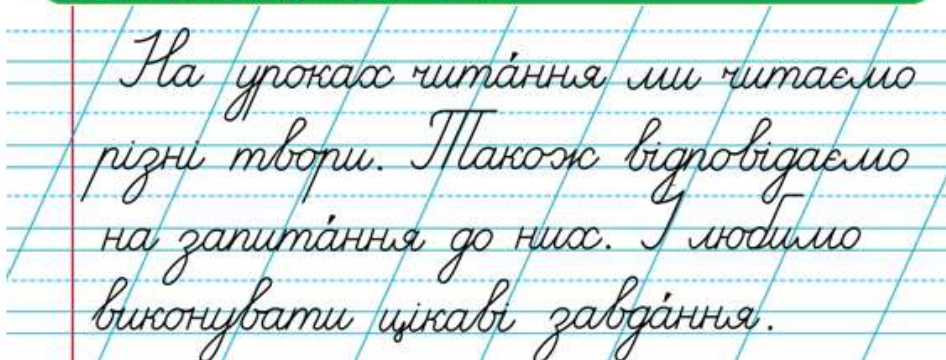 На уроках чита́ння ми читаємо
різні твори. Також відповідаємо
на запита́ння до них. І любимо
виконувати цікаві завда́ння.